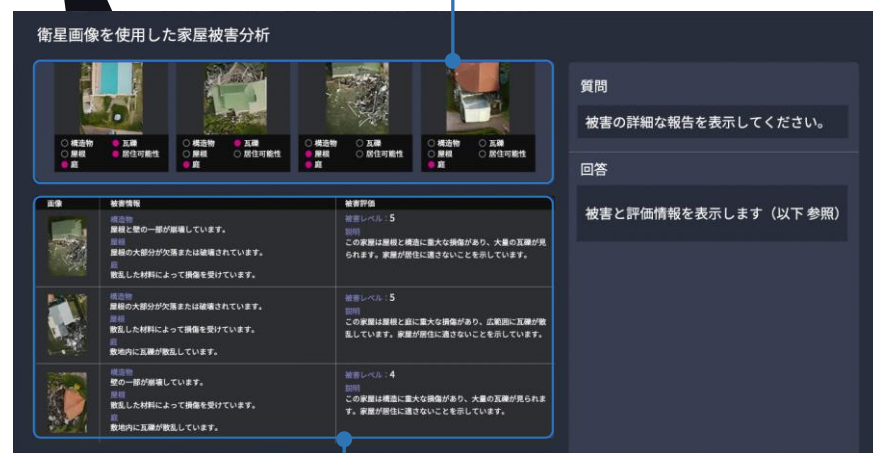 衛星画像を使用した家屋被害分析
構造物 瓦礫
屋根 居住可能性
庭
構造物 瓦礫
屋根 居住可能性
庭
構造物 瓦礫
屋根 居住可能性
庭
構造物 瓦礫
屋根 居住可能性
庭
画像 被害情報 被害評価
構造物
屋根と壁の一部が崩壊しています。
屋根
屋根の大部分が欠落または破壊されています。
庭
散乱した材料によって損傷を受けています。
被害レベル：5
説明
この家屋は屋根と構造に重大な損傷があり、大量の瓦礫が見
られます。家屋が居住に適さないことを示しています。
構造物
屋根の大部分が欠落または破壊されています。
屋根
散乱した材料によって損傷を受けています。
庭
敷地内に瓦礫が散乱しています。
被害レベル：5
説明
この家屋は屋根と庭に重大な損傷があり、広範囲に瓦礫が散
乱しています。家屋が居住に適さないことを示しています。
構造物
壁の一部が崩壊しています。
屋根
散乱した材料によって損傷を受けています。
庭
敷地内に瓦礫が散乱しています。
被害レベル：4
説明
この家屋は構造に重大な損傷があり、大量の瓦礫が見られま
す。家屋が居住に適さないことを示しています。
質問
被害の詳細な報告を表示してください。
回答
被害と評価情報を表示します（以下 参照）